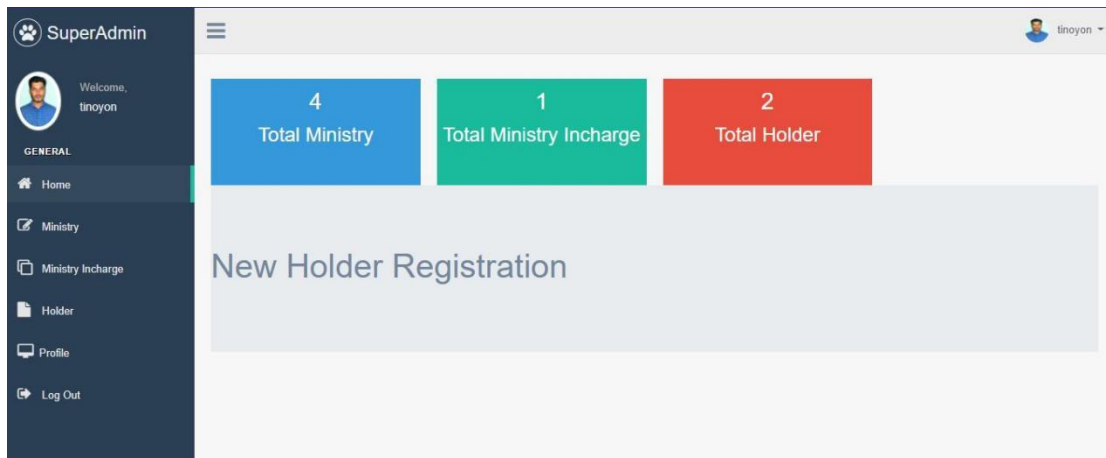 SuperAdmin
tinoyon
Welcome,
tinoyon
GENERAL
Home
Ministry
Ministry Incharge
Holder
Profile
Log Out
4
Total Ministry
1
Total Ministry Incharge
2
Total Holder
New Holder Registration